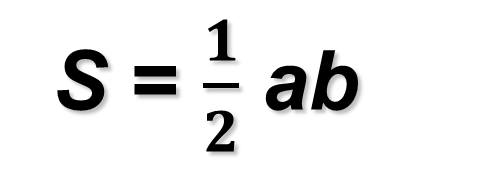 S = 1/2 ab